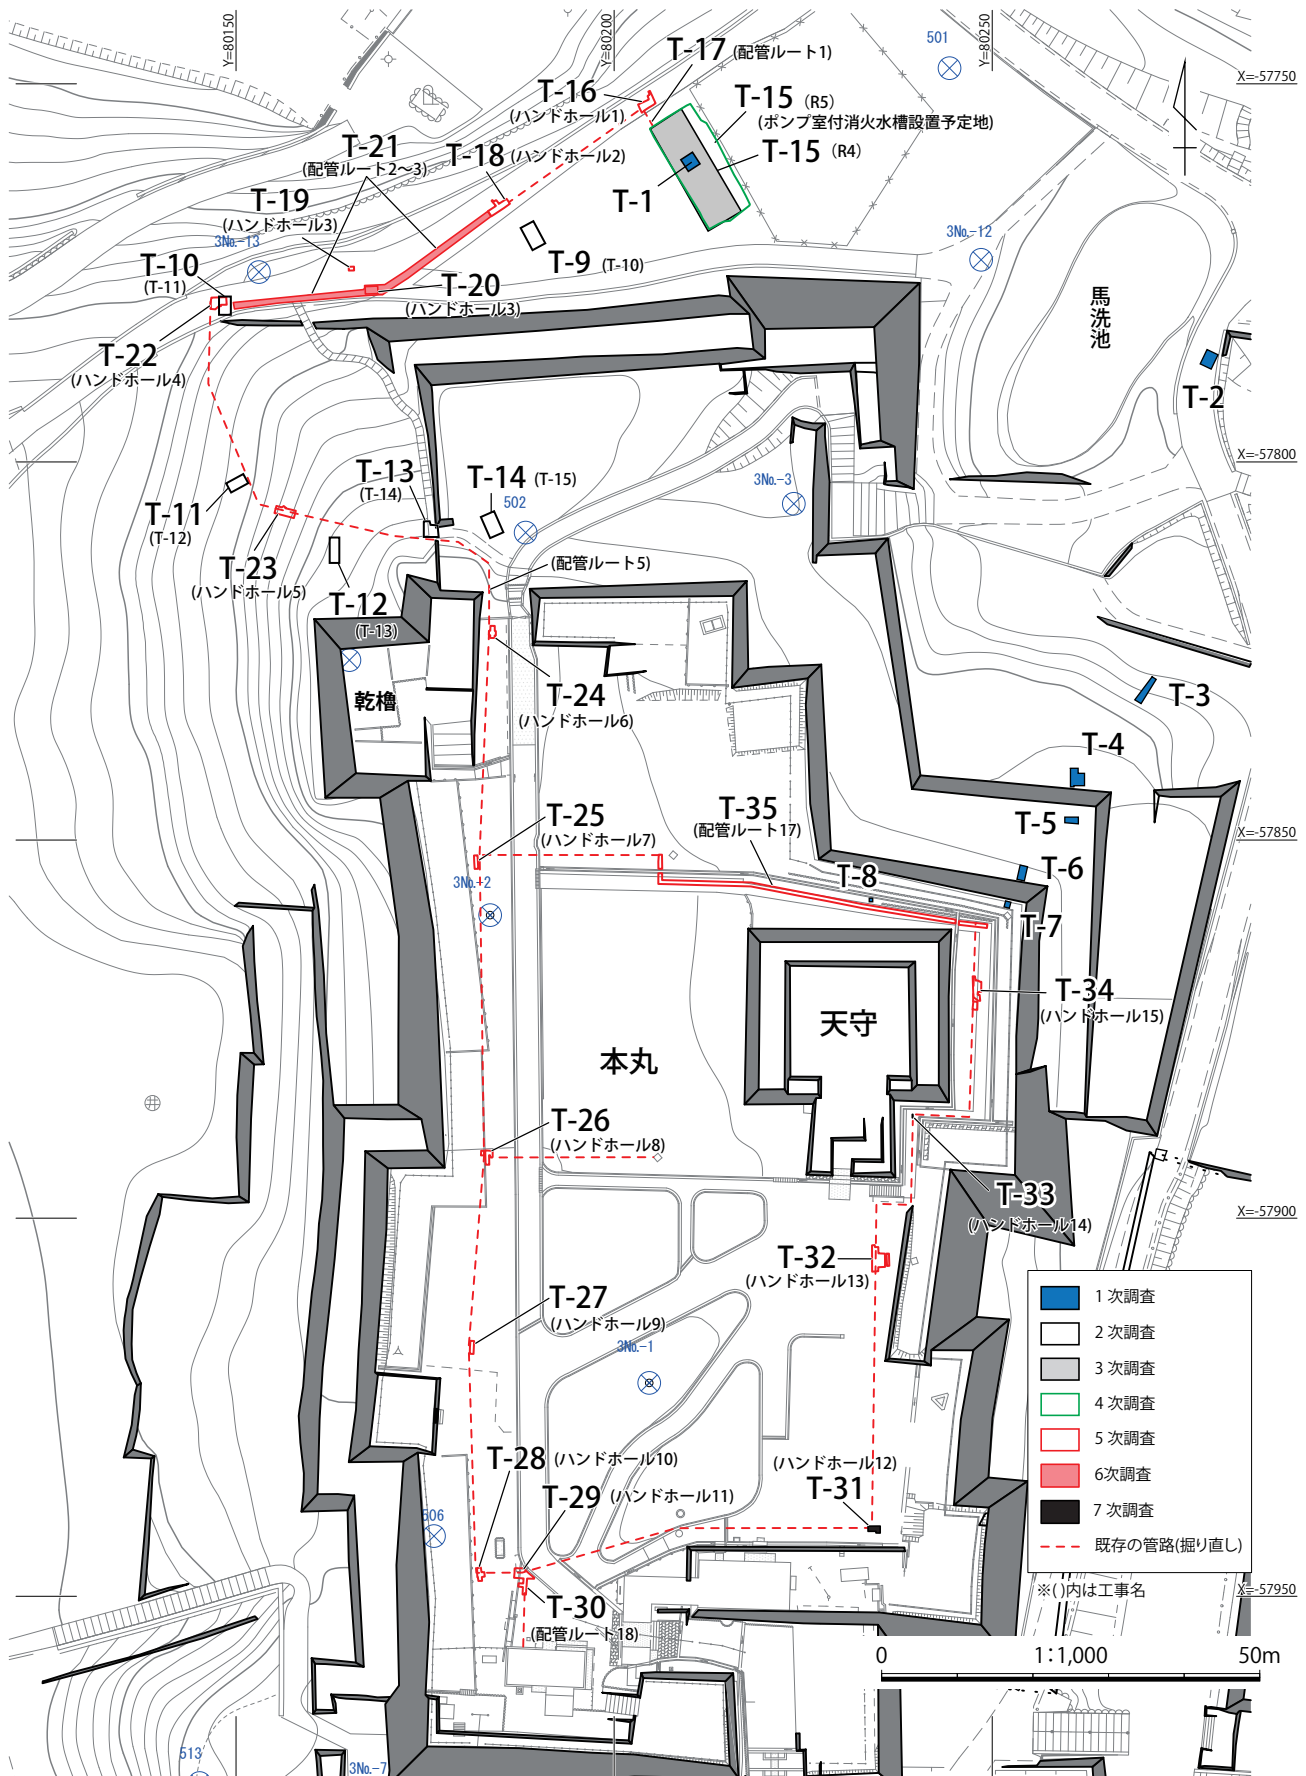 Y=80150
Y=80200
Y=80250
501
X=-57750
T-17 (配管ルート1)
T-16
(ハンドホール1)
T-15 (R5)
(ポンプ室付消火水槽設置予定地)
T-15 (R4)
T-1
T-21
(配管ルート2～3)
T-18 (ハンドホール2)
T-19
(ハンドホール3)
3No.-13
3No.-12
T-10
(T-11)
T-9 (T-10)
T-20
(ハンドホール3)
馬洗池
T-22
(ハンドホール4)
T-2
X=-57800
T-13
(T-14)
T-14 (T-15)
502
3No.-3
T-11
(T-12)
T-23
(ハンドホール5)
(配管ルート5)
T-12
(T-13)
乾櫓
T-24
(ハンドホール6)
T-3
T-4
T-25
(ハンドホール7)
T-35
(配管ルート17)
T-5
X=-57850
3No.-2
T-8
T-6
T-7
T-34
(ハンドホール15)
天守
本丸
T-26
(ハンドホール8)
T-33
(ハンドホール14)
X=-57900
T-32
(ハンドホール13)
T-27
(ハンドホール9)
3No.-1
T-28 (ハンドホール10)
(ハンドホール12)
T-31
T-29 (ハンドホール11)
506
T-30
(配管ルート18)
1 次調査
2 次調査
3 次調査
4 次調査
5 次調査
6次調査
7 次調査
既存の管路(掘り直し)
※( )内は工事名
X=-57950
0 1：1,000 50m
513
3No.-7